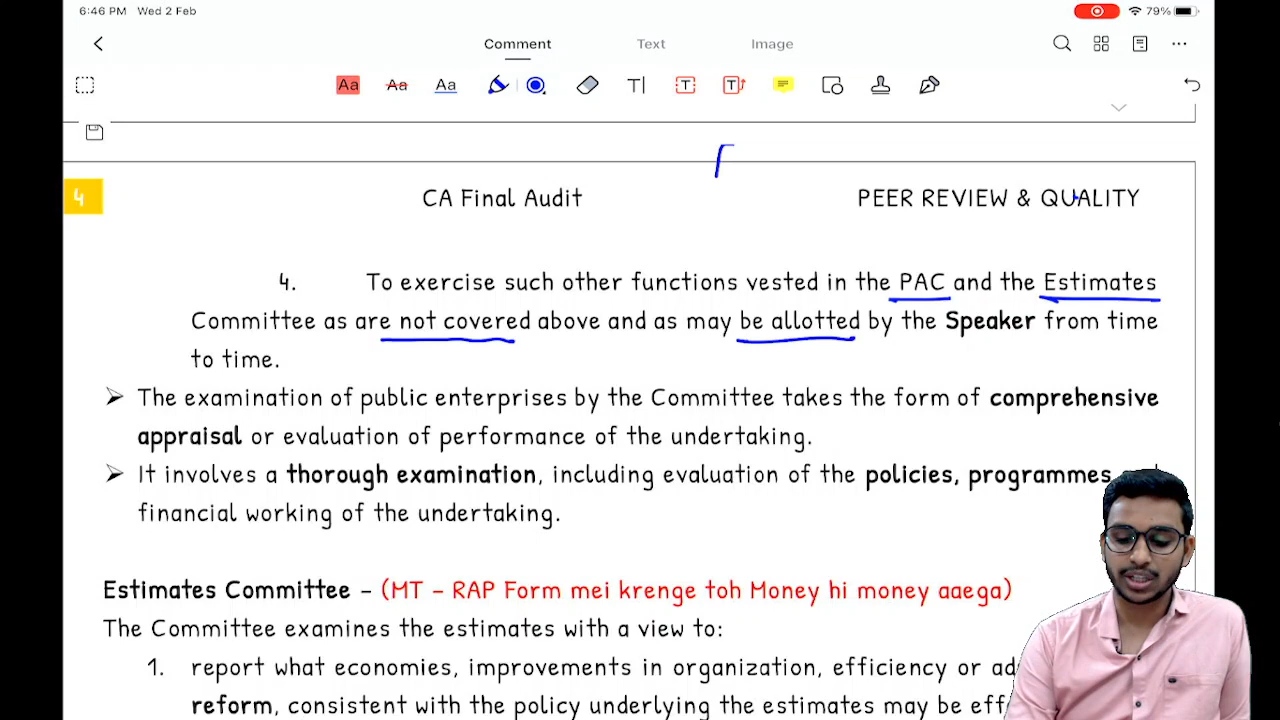 6:46 PM Wed 2 Feb 79%
Comment Text Image
Aa Aa Aa T T T
4 CA Final Audit PEER REVIEW & QUALITY
4. To exercise such other functions vested in the PAC and the Estimates
Committee as are not covered above and as may be allotted by the Speaker from time
to time.
➢ The examination of public enterprises by the Committee takes the form of comprehensive
appraisal or evaluation of performance of the undertaking.
➢ It involves a thorough examination, including evaluation of the policies, programmes
financial working of the undertaking.
Estimates Committee – (MT – RAP Form mei krenge toh Money hi money aaega)
The Committee examines the estimates with a view to:
1. report what economies, improvements in organization, efficiency or
reform, consistent with the policy underlying the estimates may be